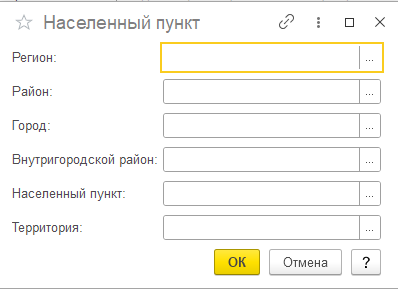 Населенный пункт
Регион: ...
Район: ...
Город: ...
Внутригородской район: ...
Населенный пункт: ...
Территория: ...
ОК Отмена ?